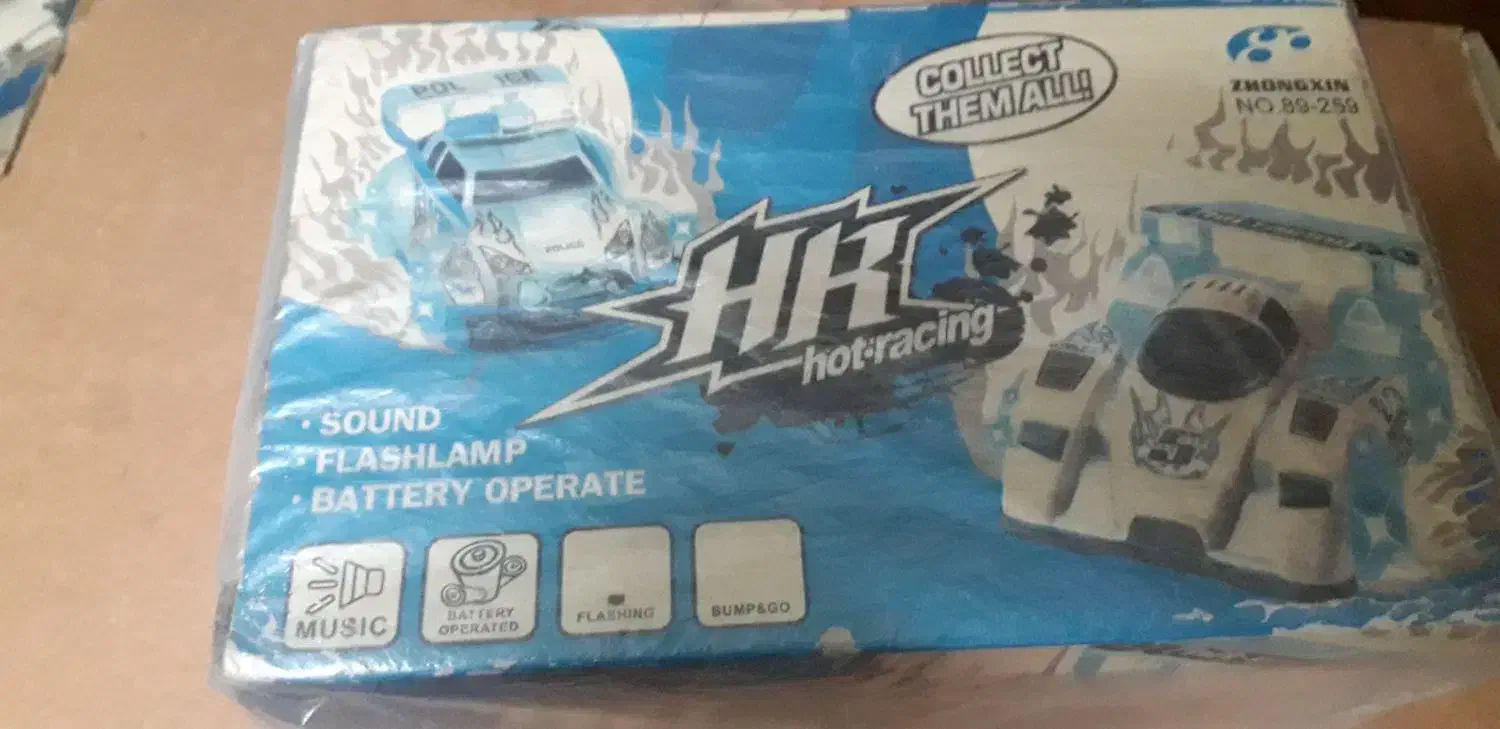 POLICE
POLICE
COLLECT
THEM ALL!
ZHONGXIN
NO.89-259
HR
hot·racing
· SOUND
· FLASHLAMP
· BATTERY OPERATE
MUSIC
BATTERY
OPERATED
FLASHING
BUMP&GO